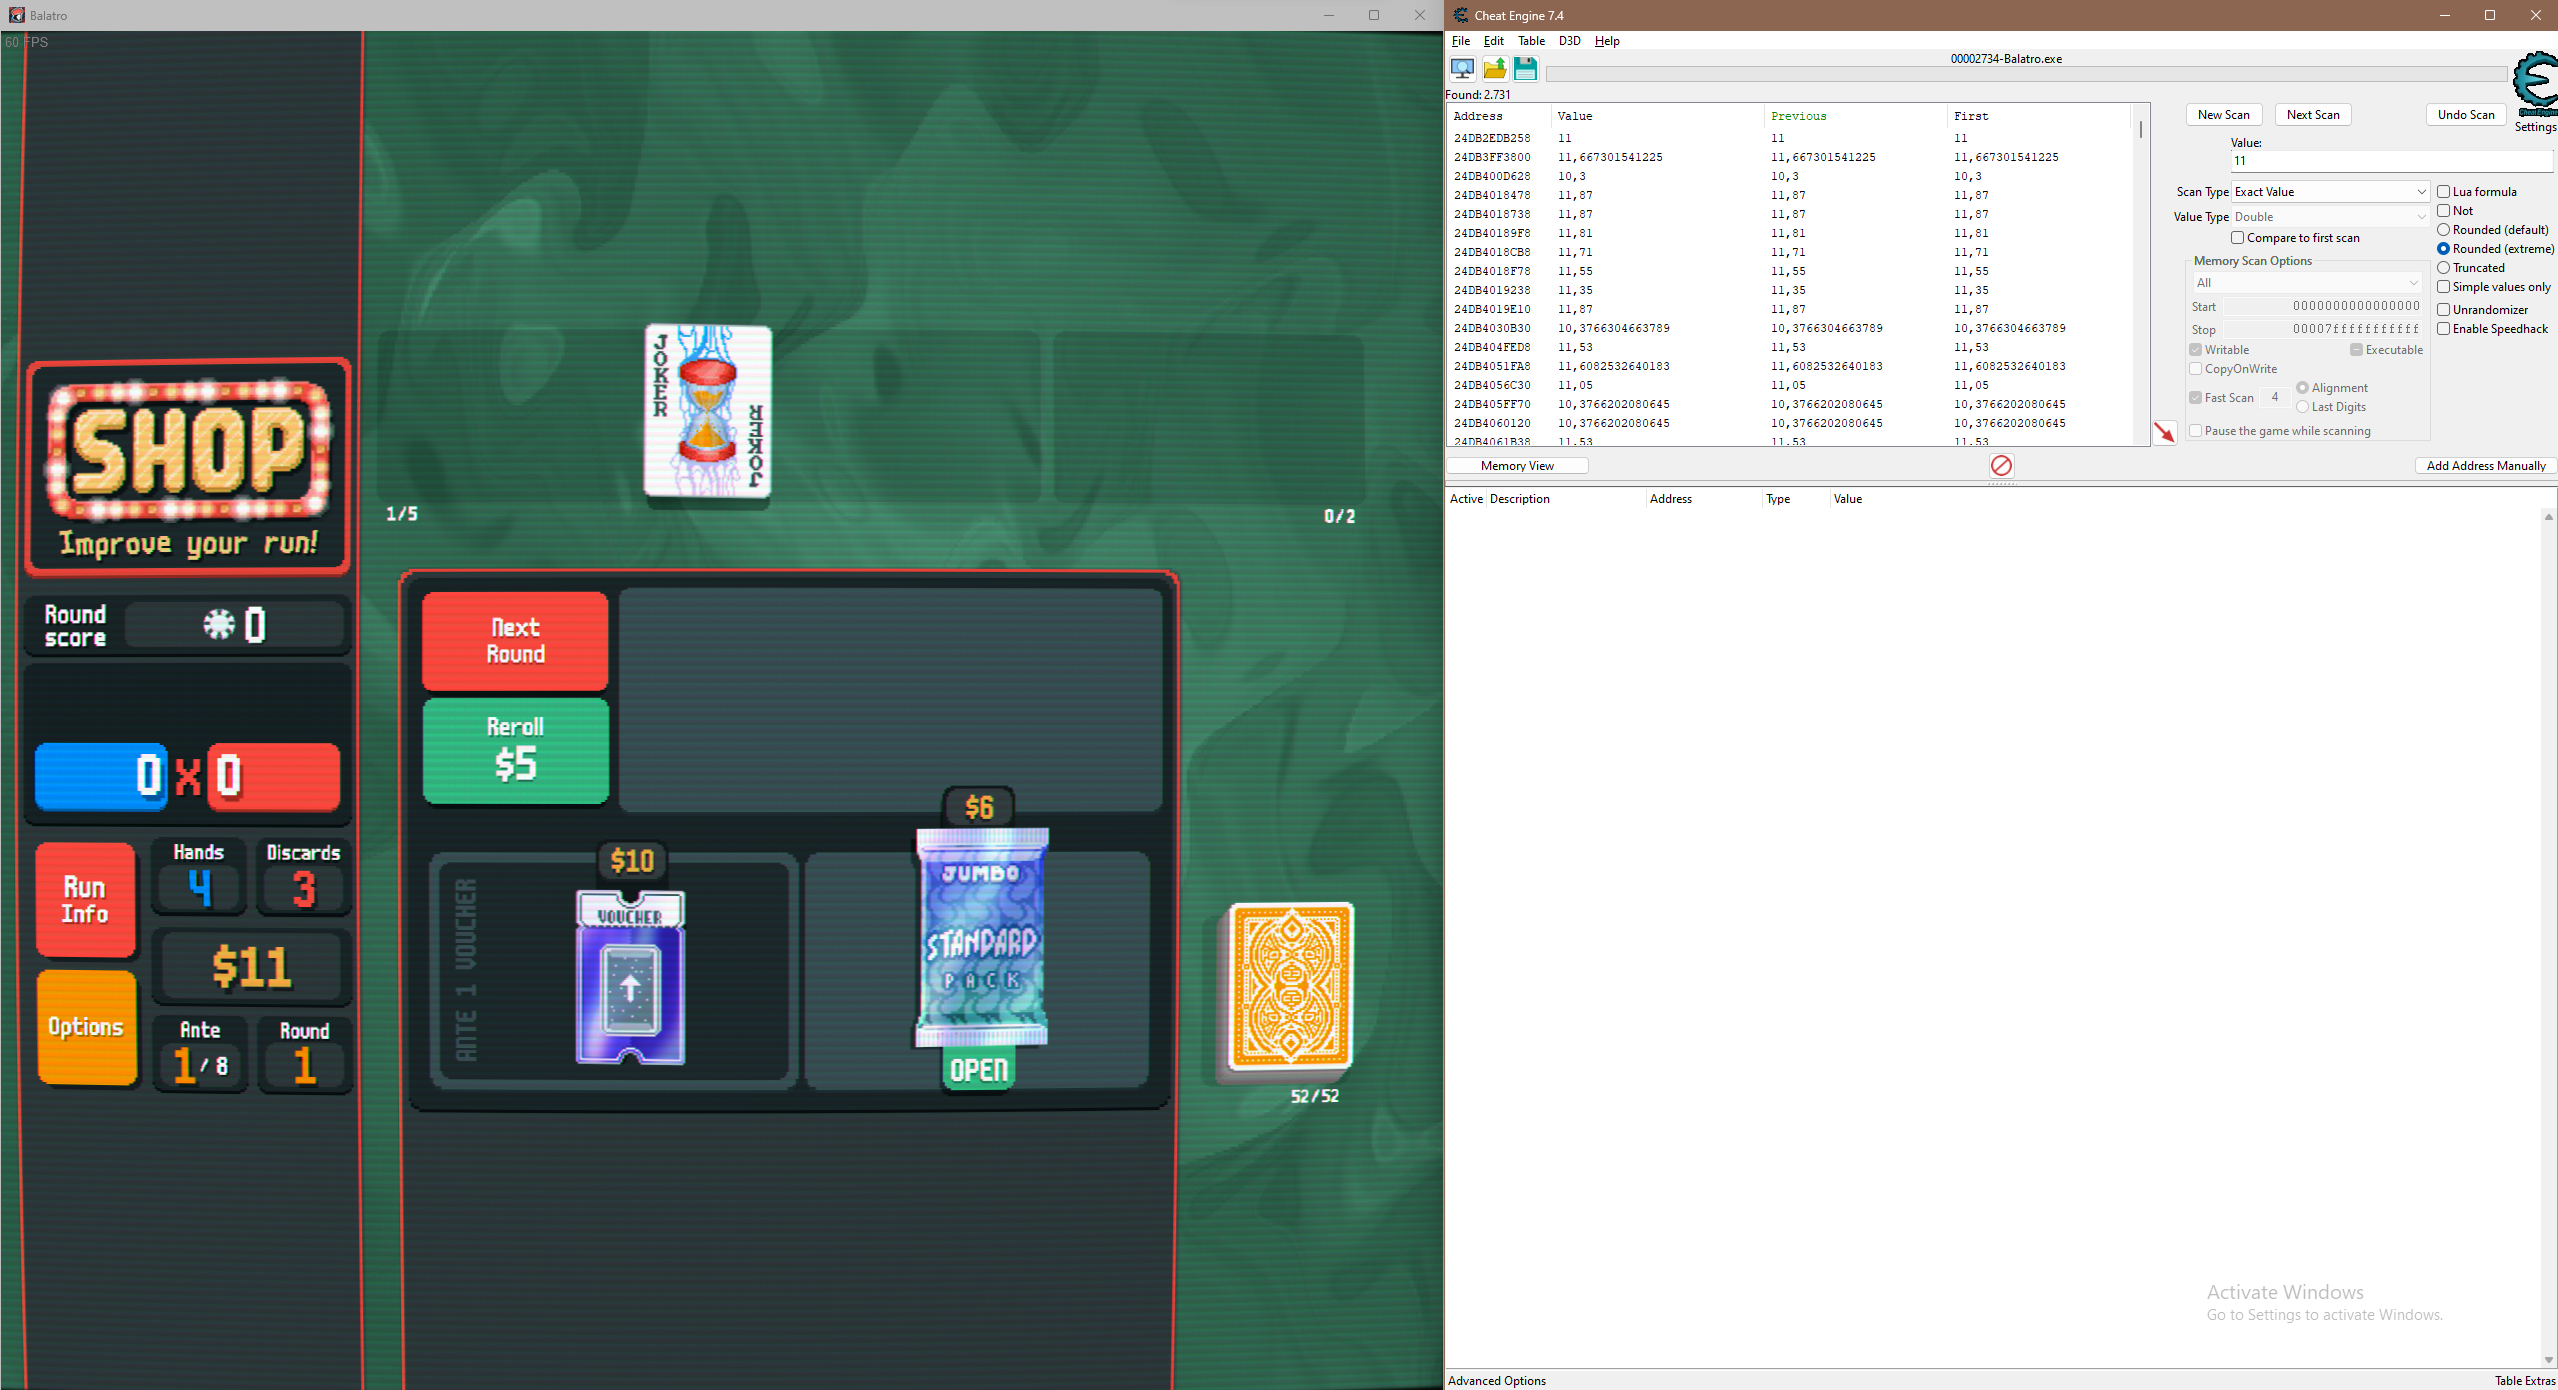 Balatro
60 FPS
SHOP
Improve your run!
Round score
0
0 X 0
Run Info
Hands
4
Discards
3
$11
Options
Ante
1 / 8
Round
1
JOKER
JOKER
1/5
0/2
Next Round
Reroll
$5
ANTE 1 VOUCHER
$10
VOUCHER
$6
JUMBO
STANDARD
PACK
OPEN
52/52
Cheat Engine 7.4
File Edit Table D3D Help
00002734-Balatro.exe
Found: 2.731
Address Value Previous First
24DB2EDB258 11 11 11
24DB3FF3800 11,667301541225 11,667301541225 11,667301541225
24DB400D628 10,3 10,3 10,3
24DB4018478 11,87 11,87 11,87
24DB4018738 11,87 11,87 11,87
24DB40189F8 11,81 11,81 11,81
24DB4018CB8 11,71 11,71 11,71
24DB4018F78 11,55 11,55 11,55
24DB4019238 11,35 11,35 11,35
24DB4019E10 11,87 11,87 11,87
24DB4030B30 10,3766304663789 10,3766304663789 10,3766304663789
24DB404FED8 11,53 11,53 11,53
24DB4051FA8 11,6082532640183 11,6082532640183 11,6082532640183
24DB4056C30 11,05 11,05 11,05
24DB405FF70 10,3766202080645 10,3766202080645 10,3766202080645
24DB4060120 10,3766202080645 10,3766202080645 10,3766202080645
24DB4061B38 11,53 11,53 11,53
New Scan Next Scan Undo Scan
Cheat Engine
Settings
Value:
11
Scan Type Exact Value
Value Type Double
Compare to first scan
Lua formula
Not
Rounded (default)
Rounded (extreme)
Truncated
Simple values only
Unrandomizer
Enable Speedhack
Memory Scan Options
All
Start 0000000000000000
Stop 00007fffffffffff
Writable Executable
CopyOnWrite
Fast Scan 4 Alignment
Last Digits
Pause the game while scanning
Memory View
Add Address Manually
Active Description Address Type Value
Activate Windows
Go to Settings to activate Windows.
Advanced Options
Table Extras